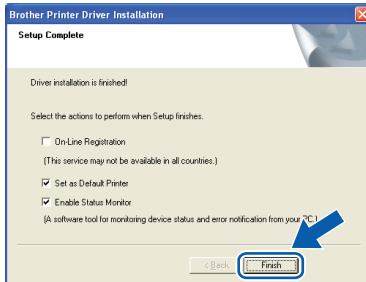 Brother Printer Driver Installation
Setup Complete
Driver installation is finished!
Select the actions to perform when Setup finishes.
On-Line Registration
(This service may not be available in all countries.)
Set as Default Printer
Enable Status Monitor
(A software tool for monitoring device status and error notification from your PC.)
< Back
Finish